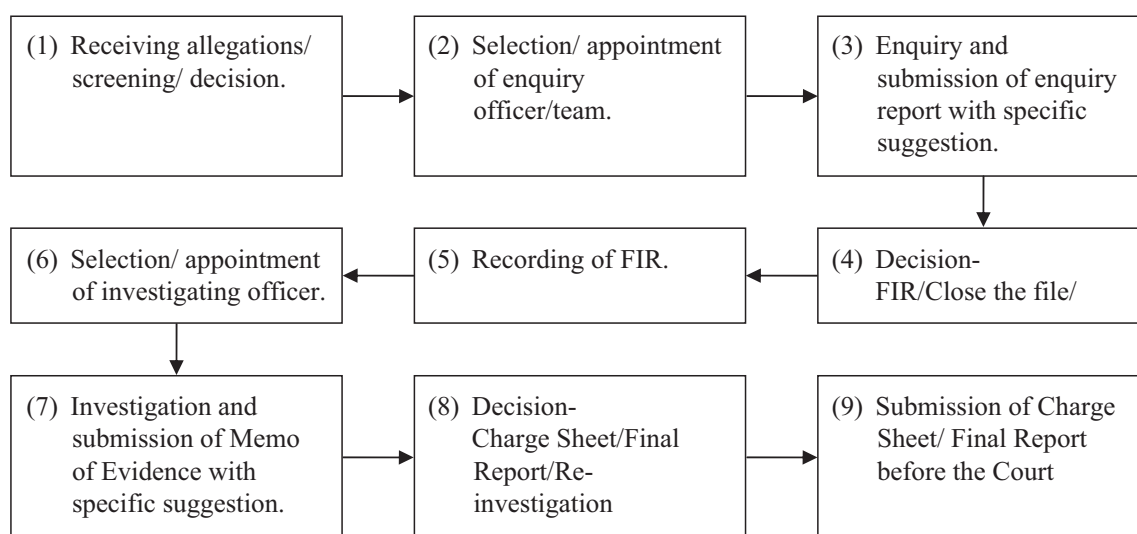 (1) Receiving allegations/
screening/ decision.
(2) Selection/ appointment
of enquiry
officer/team.
(3) Enquiry and
submission of enquiry
report with specific
suggestion.
(6) Selection/ appointment
of investigating officer.
(5) Recording of FIR.
(4) Decision-
FIR/Close the file/
(7) Investigation and
submission of Memo
of Evidence with
specific suggestion.
(8) Decision-
Charge Sheet/Final
Report/Re-
investigation
(9) Submission of Charge
Sheet/ Final Report
before the Court